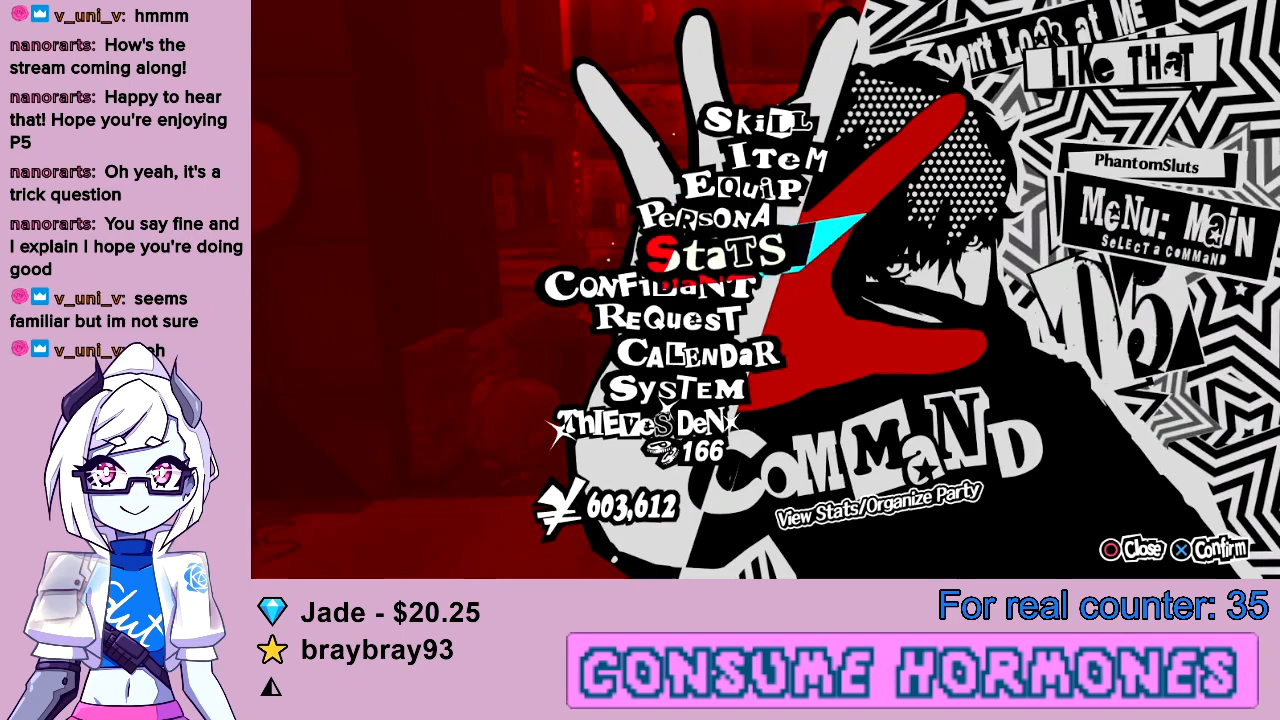 v_uni_v: hmmm
nanorarts: How's the
stream coming along!
nanorarts: Happy to hear
that! Hope you're enjoying
P5
nanorarts: Oh yeah, it's a
trick question
nanorarts: You say fine and
I explain I hope you're doing
good
v_uni_v: seems
familiar but im not sure
v_uni_v:
Slut
SKiLL
ITeM
EQuiP
PeRSONA
StaTS
CONFiDaNT
ReQuesT
CALENDaR
SYSTEM
THIEVeS DeN
166
¥ 603,612
Dont Look at ME
LIKe THaT
PhantomSluts
MeNU: MaiN
SeLECT a CoMMaND
CoMMaND
View Stats/Organize Party
Close Confirm
Jade - $20.25
braybray93
For real counter: 35
CONSUME HORMONES